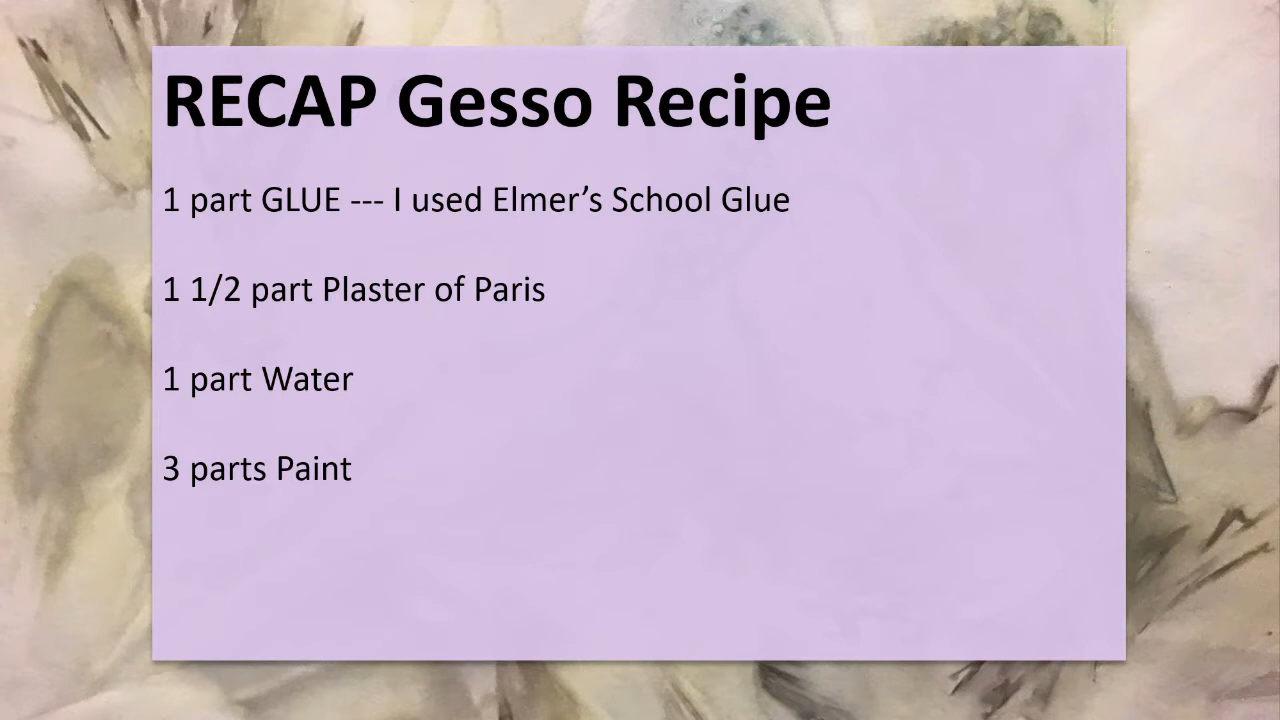 RECAP Gesso Recipe
1 part GLUE --- I used Elmer’s School Glue
1 1/2 part Plaster of Paris
1 part Water
3 parts Paint